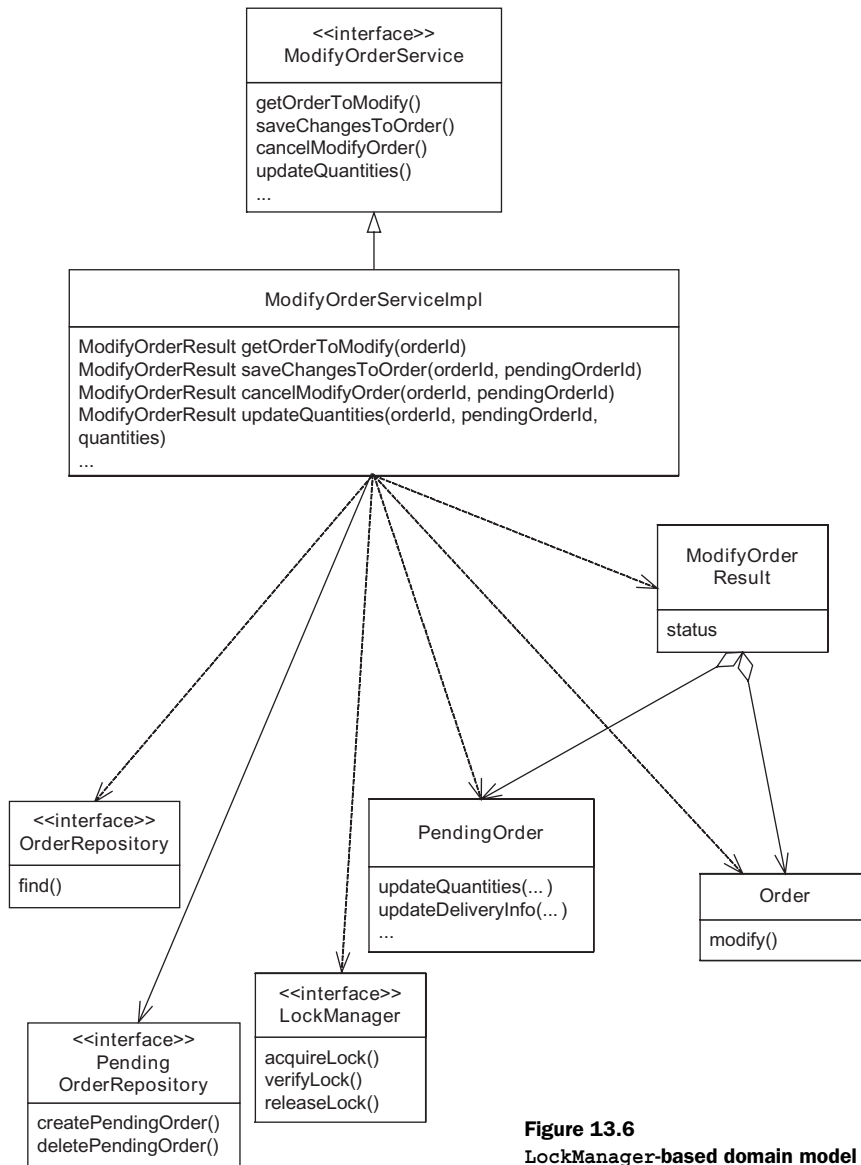 <<interface>>
ModifyOrderService
getOrderToModify()
saveChangesToOrder()
cancelModifyOrder()
updateQuantities()
...
ModifyOrderServiceImpl
ModifyOrderResult getOrderToModify(orderId)
ModifyOrderResult saveChangesToOrder(orderId, pendingOrderId)
ModifyOrderResult cancelModifyOrder(orderId, pendingOrderId)
ModifyOrderResult updateQuantities(orderId, pendingOrderId,
quantities)
...
ModifyOrder
Result
status
<<interface>>
OrderRepository
find()
PendingOrder
updateQuantities(... )
updateDeliveryInfo(... )
...
Order
modify()
<<interface>>
LockManager
acquireLock()
verifyLock()
releaseLock()
<<interface>>
Pending
OrderRepository
createPendingOrder()
deletePendingOrder()
Figure 13.6
LockManager-based domain model